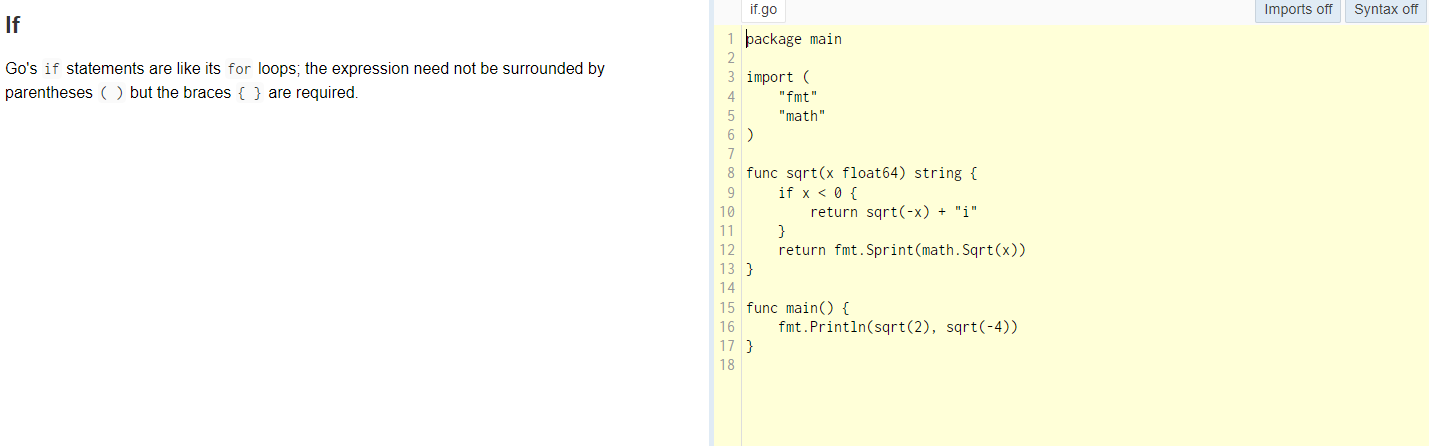 If
Go's if statements are like its for loops; the expression need not be surrounded by
parentheses ( ) but the braces { } are required.
if.go
Imports off
Syntax off
1 package main
2
3 import (
4     "fmt"
5     "math"
6 )
7
8 func sqrt(x float64) string {
9     if x < 0 {
10         return sqrt(-x) + "i"
11     }
12     return fmt.Sprint(math.Sqrt(x))
13 }
14
15 func main() {
16     fmt.Println(sqrt(2), sqrt(-4))
17 }
18